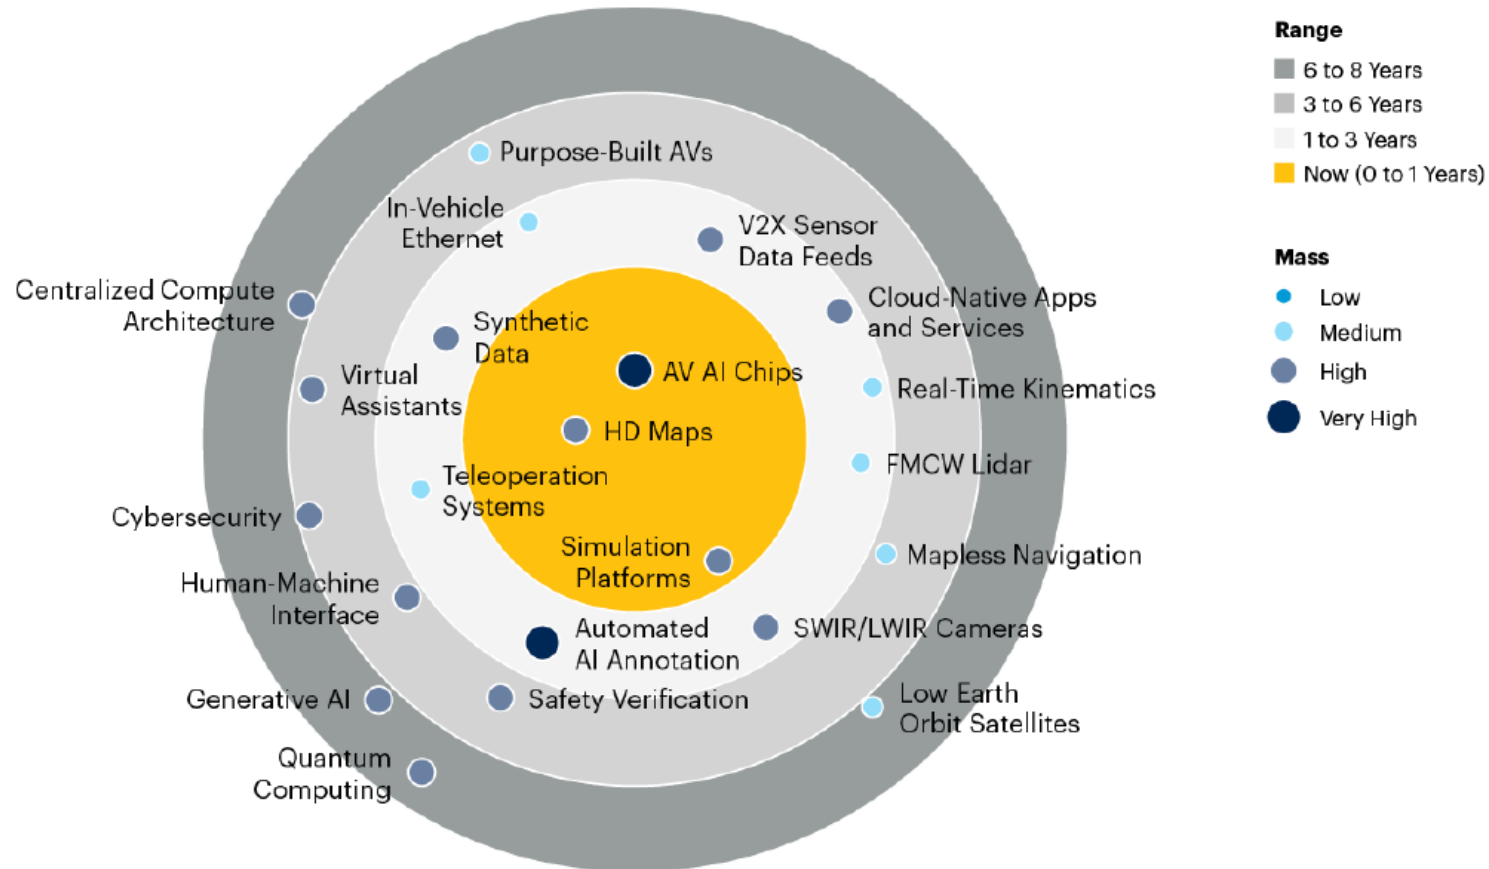 Range
6 to 8 Years
3 to 6 Years
1 to 3 Years
Now (0 to 1 Years)
Mass
Low
Medium
High
Very High
Purpose-Built AVs
In-Vehicle
Ethernet
V2X Sensor
Data Feeds
Centralized Compute
Architecture
Cloud-Native Apps
and Services
Synthetic
Data
AV AI Chips
Virtual
Assistants
Real-Time Kinematics
HD Maps
FMCW Lidar
Teleoperation
Systems
Cybersecurity
Simulation
Platforms
Mapless Navigation
Human-Machine
Interface
Automated
AI Annotation
SWIR/LWIR Cameras
Generative AI
Safety Verification
Low Earth
Orbit Satellites
Quantum
Computing